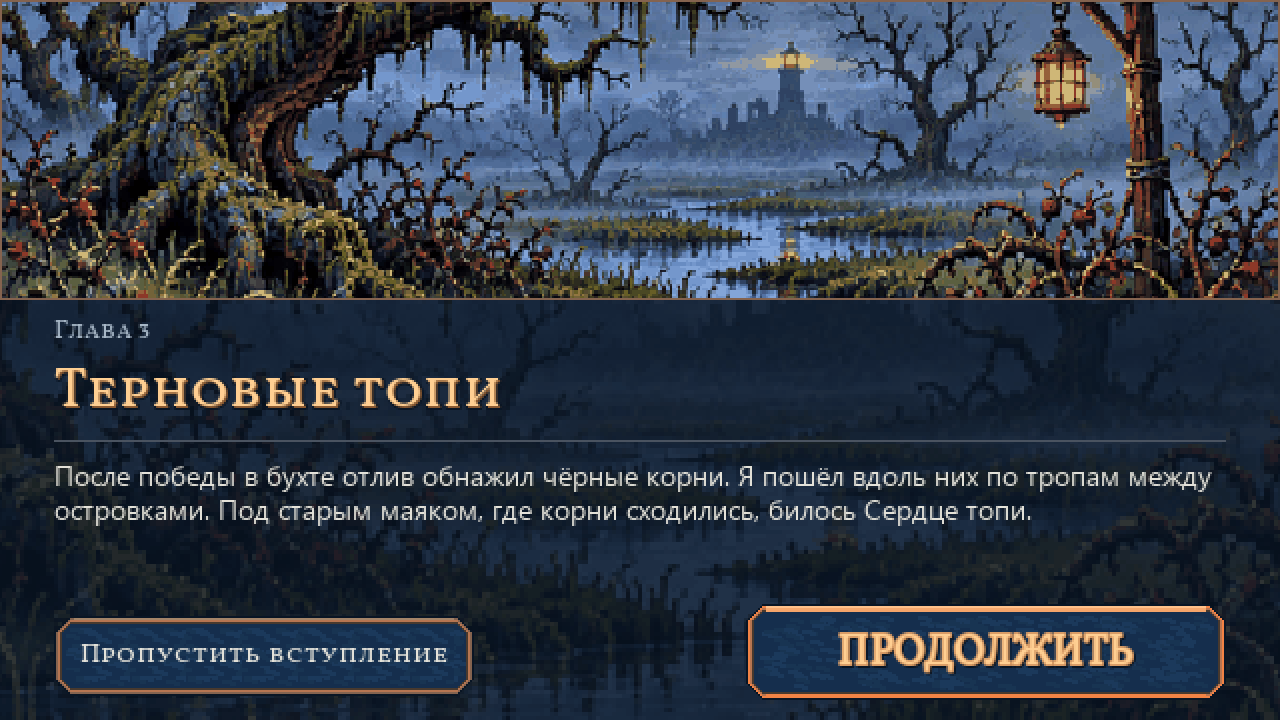 Глава 3
Терновые топи
После победы в бухте отлив обнажил чёрные корни. Я пошёл вдоль них по тропам между
островками. Под старым маяком, где корни сходились, билось Сердце топи.
Пропустить вступление
ПРОДОЛЖИТЬ